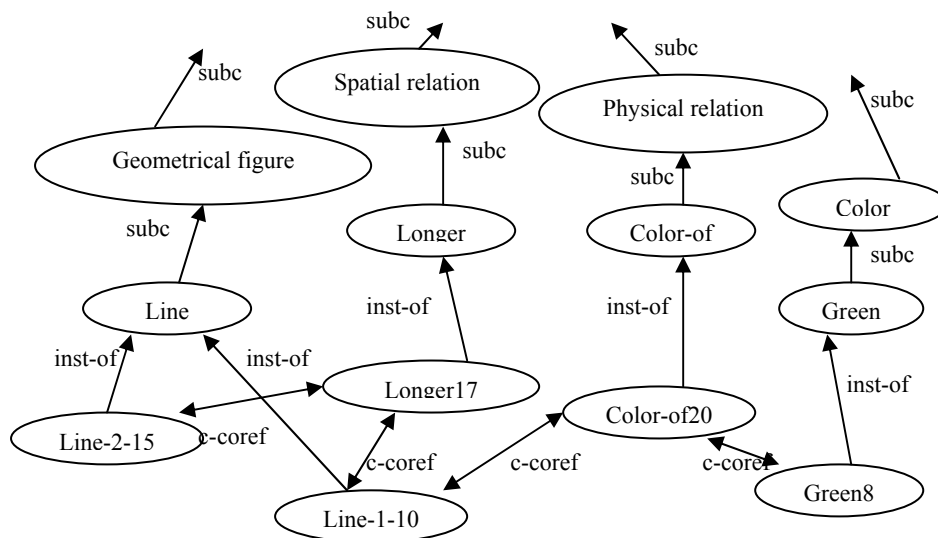 subc
subc
subc
subc
Spatial relation
Physical relation
subc
Geometrical figure
subc
subc
subc
Color
Longer
Color-of
subc
Line
inst-of
inst-of
Green
inst-of
inst-of
Longer17
inst-of
Color-of20
Line-2-15
c-coref
c-coref
c-coref
c-coref
Green8
Line-1-10